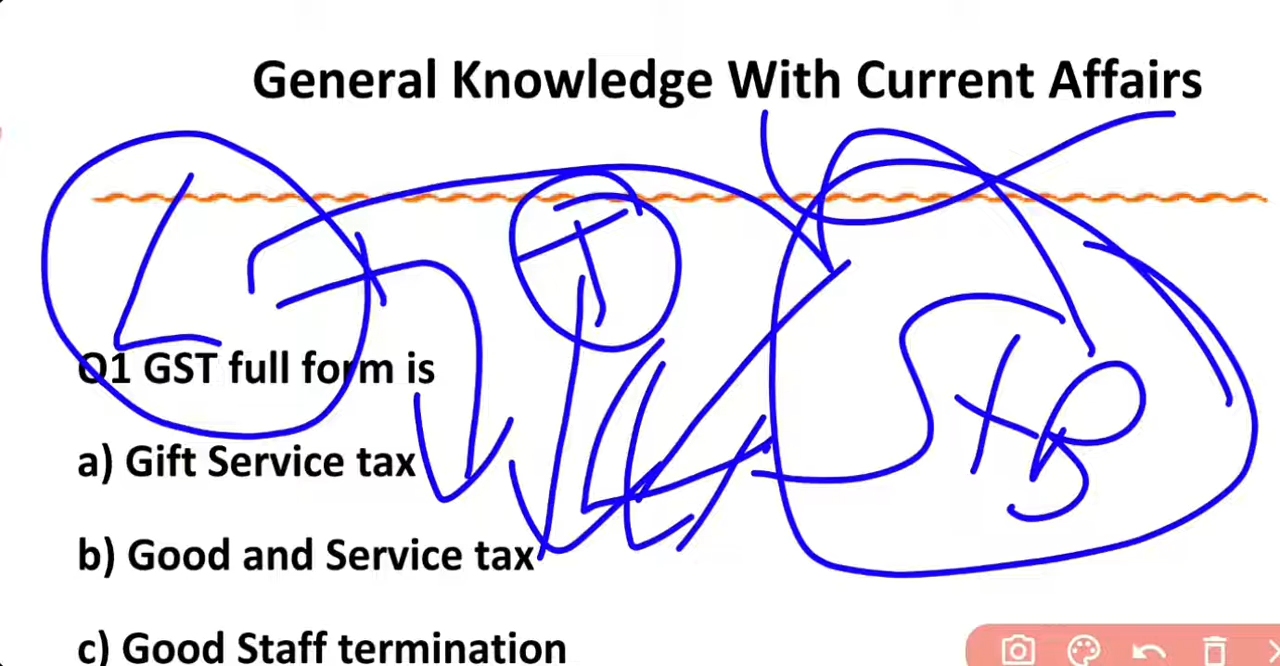 General Knowledge With Current Affairs
Q1 GST full form is
a) Gift Service tax
b) Good and Service tax
c) Good Staff termination